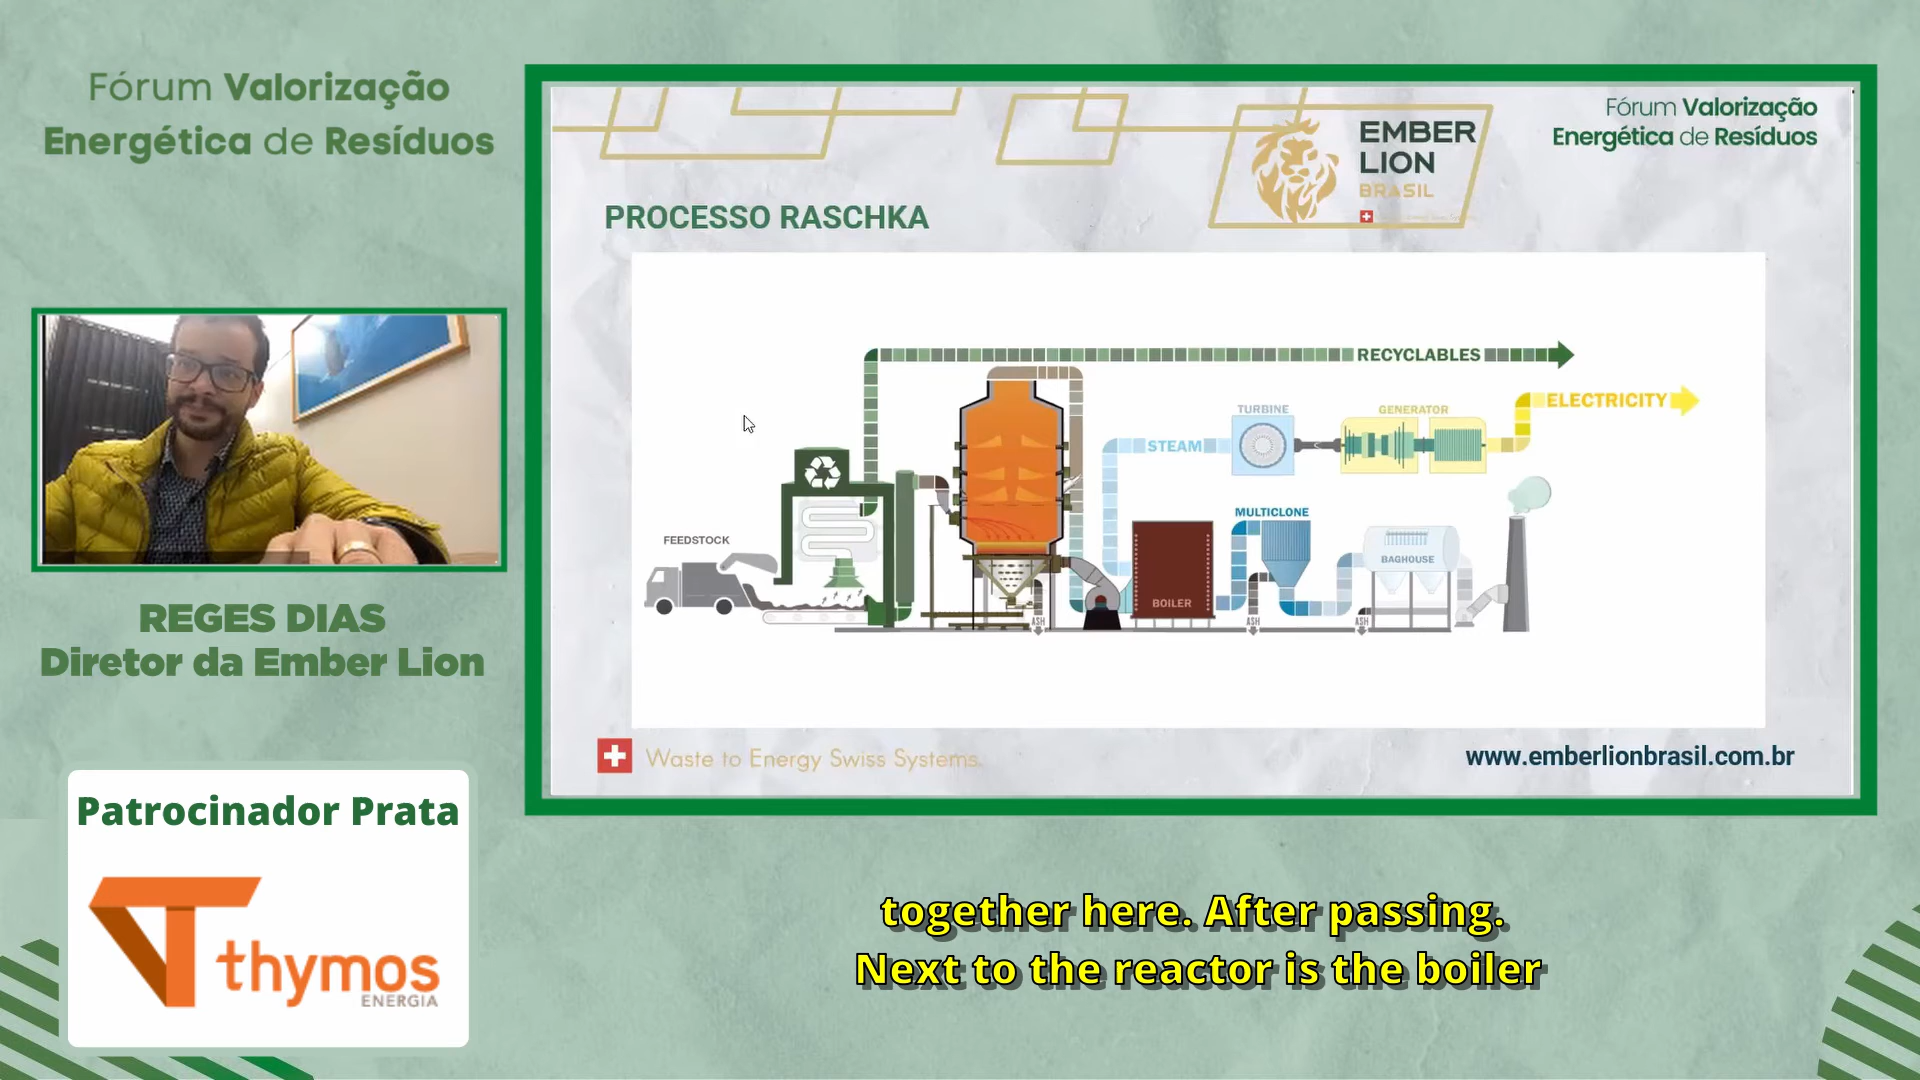 Fórum Valorização
Energética de Resíduos
REGES DIAS
Diretor da Ember Lion
Patrocinador Prata
thymos
ENERGIA
EMBER
LION
BRASIL
Fórum Valorização
Energética de Resíduos
PROCESSO RASCHKA
RECYCLABLES
ELECTRICITY
TURBINE
GENERATOR
STEAM
MULTICLONE
FEEDSTOCK
BAGHOUSE
BOILER
ASH
ASH
ASH
Waste to Energy Swiss Systems.
www.emberlionbrasil.com.br
together here. After passing.
Next to the reactor is the boiler